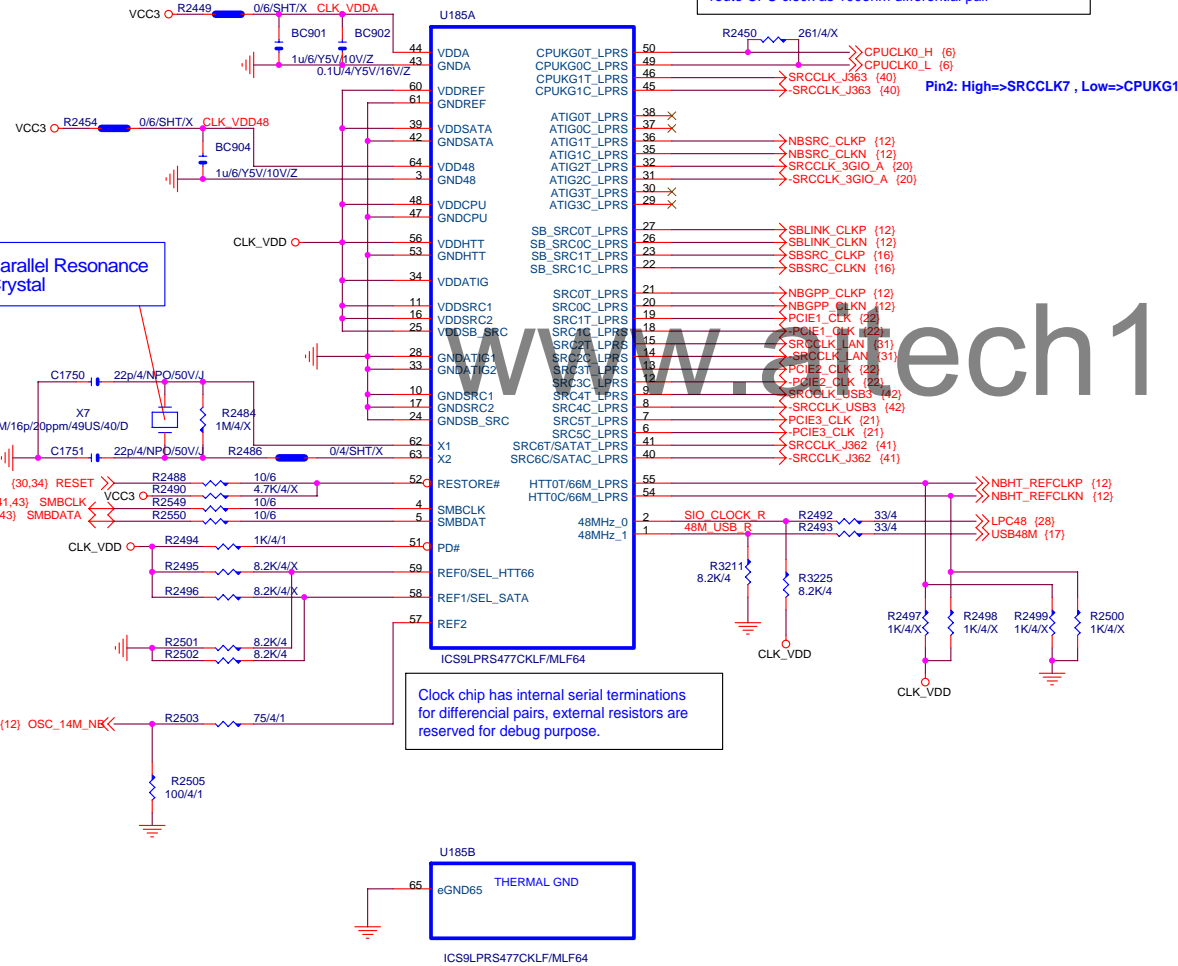 VCC3 R2449 0/6/SHT/X CLK_VDDA
BC901 BC902
1u/6/Y5V/10V/Z
0.1U/4/Y5V/16V/Z
VCC3 R2454 0/6/SHT/X CLK_VDD48
BC904
1u/6/Y5V/10V/Z
CLK_VDD
arallel Resonance
rystal
C1750 22p/4/NPO/50V/J
X7
M/16p/20ppm/49US/40/D
R2484
1M/4/X
C1751 22p/4/NPO/50V/J R2486 0/4/SHT/X
{30,34} RESET R2488 10/6
VCC3 R2490 4.7K/4/X
41,43} SMBCLK R2549 10/6
43} SMBDATA R2550 10/6
CLK_VDD R2494 1K/4/1
R2495 8.2K/4/X
R2496 8.2K/4/X
R2501 8.2K/4
R2502 8.2K/4
{12} OSC_14M_NB R2503 75/4/1
R2505
100/4/1
U185A
44 VDDA
43 GNDA
60 VDDREF
61 GNDREF
39 VDDSATA
42 GNDSATA
64 VDD48
3 GND48
48 VDDCPU
47 GNDCPU
56 VDDHTT
53 GNDHTT
34 VDDATIG
11 VDDSRC1
16 VDDSRC2
25 VDDSB_SRC
28 GNDATIG1
33 GNDATIG2
10 GNDSRC1
17 GNDSRC2
24 GNDSB_SRC
62 X1
63 X2
52 RESTORE#
4 SMBCLK
5 SMBDAT
51 PD#
59 REF0/SEL_HTT66
58 REF1/SEL_SATA
57 REF2
CPUKG0T_LPRS 50 CPUCLK0_H {6}
CPUKG0C_LPRS 49 CPUCLK0_L {6}
CPUKG1T_LPRS 46 SRCCLK_J363 {40}
CPUKG1C_LPRS 45 -SRCCLK_J363 {40}
R2450 261/4/X
Pin2: High=>SRCCLK7 , Low=>CPUKG1
ATIG0T_LPRS 38
ATIG0C_LPRS 37
ATIG1T_LPRS 36 NBSRC_CLKP {12}
ATIG1C_LPRS 35 NBSRC_CLKN {12}
ATIG2T_LPRS 32 SRCCLK_3GIO_A {20}
ATIG2C_LPRS 31 -SRCCLK_3GIO_A {20}
ATIG3T_LPRS 30
ATIG3C_LPRS 29
SB_SRC0T_LPRS 27 SBLINK_CLKP {12}
SB_SRC0C_LPRS 26 SBLINK_CLKN {12}
SB_SRC1T_LPRS 23 SBSRC_CLKP {16}
SB_SRC1C_LPRS 22 SBSRC_CLKN {16}
SRC0T_LPRS 21 NBGPP_CLKP {12}
SRC0C_LPRS 20 NBGPP_CLKN {12}
SRC1T_LPRS 19 PCIE1_CLK {22}
SRC1C_LPRS 18 -PCIE1_CLK {22}
SRC2T_LPRS 15 SRCCLK_LAN {31}
SRC2C_LPRS 14 -SRCCLK_LAN {31}
SRC3T_LPRS 13 PCIE2_CLK {22}
SRC3C_LPRS 12 -PCIE2_CLK {22}
SRC4T_LPRS 9 SRCCLK_USB3 {42}
SRC4C_LPRS 8 -SRCCLK_USB3 {42}
SRC5T_LPRS 7 PCIE3_CLK {21}
SRC5C_LPRS 6 -PCIE3_CLK {21}
SRC6T/SATAT_LPRS 41 SRCCLK_J362 {41}
SRC6C/SATAC_LPRS 40 -SRCCLK_J362 {41}
HTT0T/66M_LPRS 55 NBHT_REFCLKP {12}
HTT0C/66M_LPRS 54 NBHT_REFCLKN {12}
48MHz_0 2 SIO_CLOCK_R R2492 33/4 LPC48 {28}
48MHz_1 1 48M_USB_R R2493 33/4 USB48M {17}
R3211
8.2K/4
R3225
8.2K/4
CLK_VDD
R2497
1K/4/X
R2498
1K/4/X
R2499
1K/4/X
R2500
1K/4/X
CLK_VDD
ICS9LPRS477CKLF/MLF64
www.aitech1
Clock chip has internal serial terminations
for differencial pairs, external resistors are
reserved for debug purpose.
U185B
65 eGND65 THERMAL GND
ICS9LPRS477CKLF/MLF64